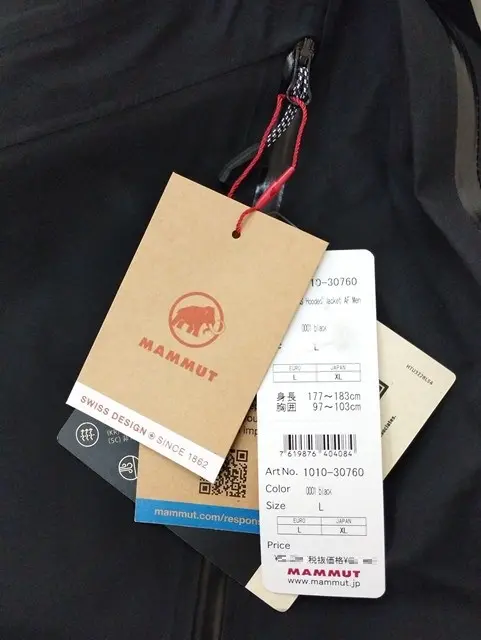 MAMMUT
SWISS DESIGN SINCE 1862
10-30760
Hooded Jacket AF Men
0001 black
L
EURO JAPAN
L XL
身長 177～183cm
胸囲 97～103cm
7 619876 404084
Art No. 1010-30760
Color 0001 black
Size L
EURO JAPAN
L XL
Price
税抜価格¥
MAMMUT
www.mammut.jp
mammut.com/respons